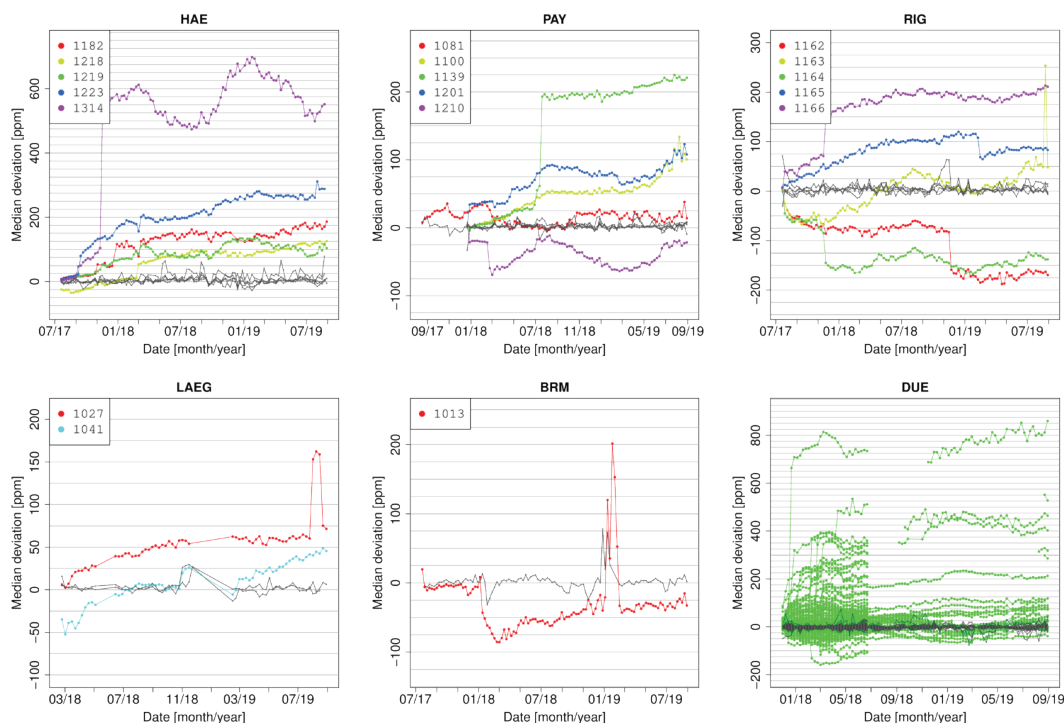 HAE
Median deviation [ppm]
600
400
200
0
1182
1218
1219
1223
1314
07/17 01/18 07/18 01/19 07/19
Date [month/year]
PAY
Median deviation [ppm]
200
100
0
−100
1081
1100
1139
1201
1210
09/17 01/18 07/18 11/18 05/19 09/19
Date [month/year]
RIG
Median deviation [ppm]
300
200
100
0
−100
−200
1162
1163
1164
1165
1166
07/17 01/18 07/18 01/19 07/19
Date [month/year]
LAEG
Median deviation [ppm]
200
150
100
50
0
−50
−100
1027
1041
03/18 07/18 11/18 03/19 07/19
Date [month/year]
BRM
Median deviation [ppm]
200
100
0
−100
1013
07/17 01/18 07/18 01/19 07/19
Date [month/year]
DUE
Median deviation [ppm]
800
600
400
200
0
−200
01/18 05/18 09/18 01/19 05/19 09/19
Date [month/year]